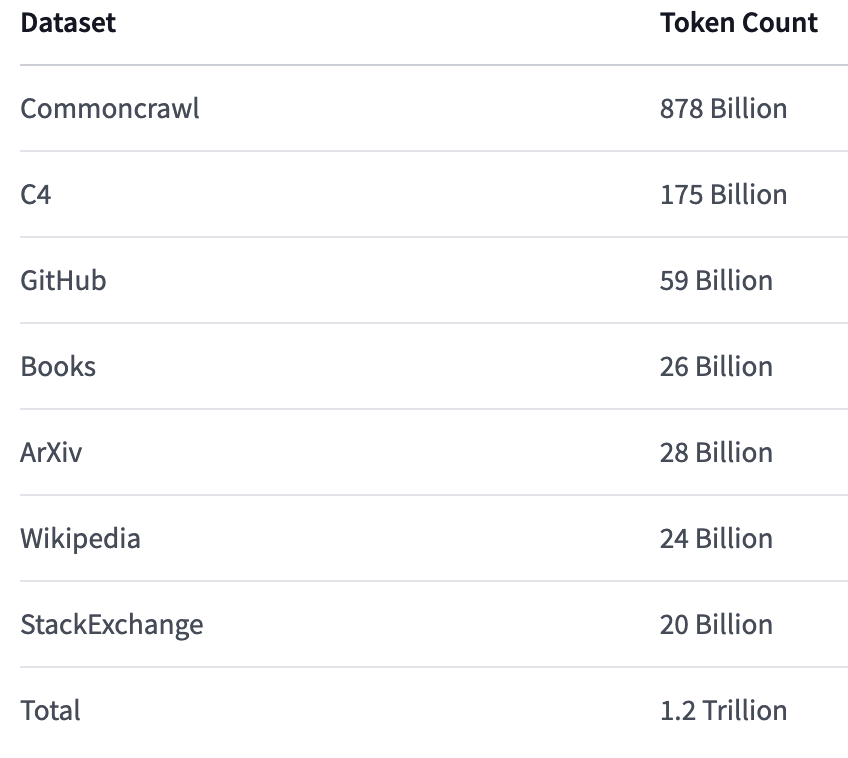 Dataset Token Count
Commoncrawl 878 Billion
C4 175 Billion
GitHub 59 Billion
Books 26 Billion
ArXiv 28 Billion
Wikipedia 24 Billion
StackExchange 20 Billion
Total 1.2 Trillion